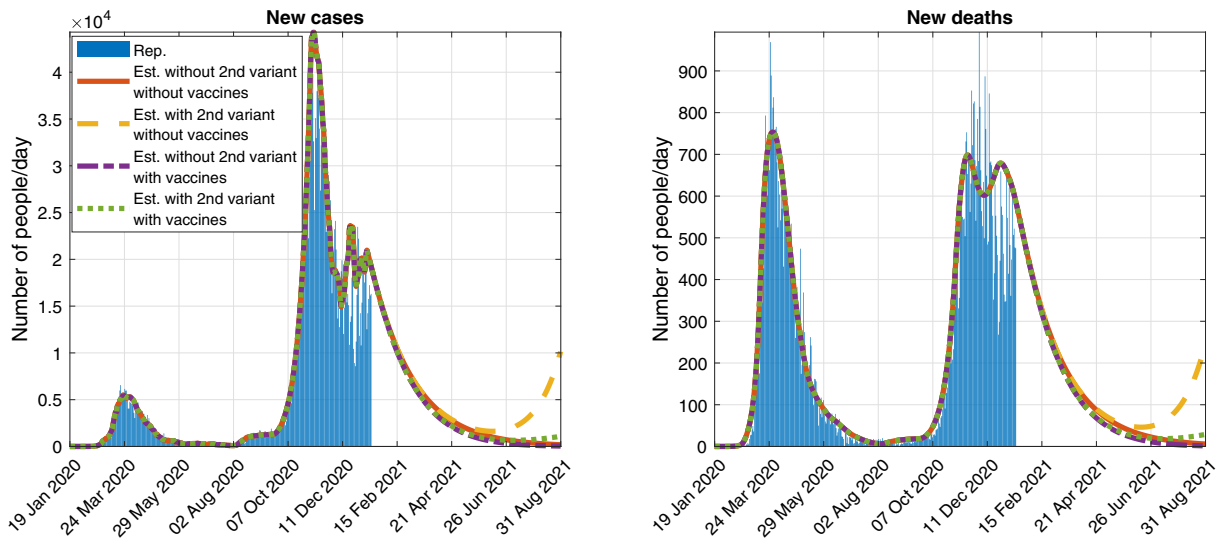 New cases
×10⁴
Number of people/day
4
3.5
3
2.5
2
1.5
1
0.5
0
Rep.
Est. without 2nd variant
without vaccines
Est. with 2nd variant
without vaccines
Est. without 2nd variant
with vaccines
Est. with 2nd variant
with vaccines
19 Jan 2020
24 Mar 2020
29 May 2020
02 Aug 2020
07 Oct 2020
11 Dec 2020
15 Feb 2021
21 Apr 2021
26 Jun 2021
31 Aug 2021
New deaths
Number of people/day
900
800
700
600
500
400
300
200
100
0
19 Jan 2020
24 Mar 2020
29 May 2020
02 Aug 2020
07 Oct 2020
11 Dec 2020
15 Feb 2021
21 Apr 2021
26 Jun 2021
31 Aug 2021